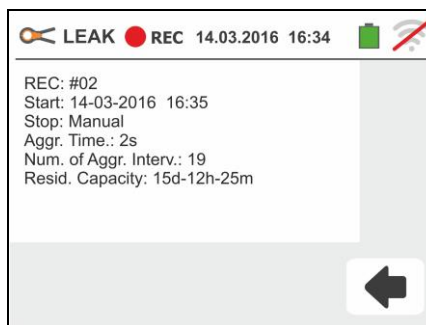 LEAK REC 14.03.2016 16:34
REC: #02
Start: 14-03-2016 16:35
Stop: Manual
Aggr. Time.: 2s
Num. of Aggr. Interv.: 19
Resid. Capacity: 15d-12h-25m